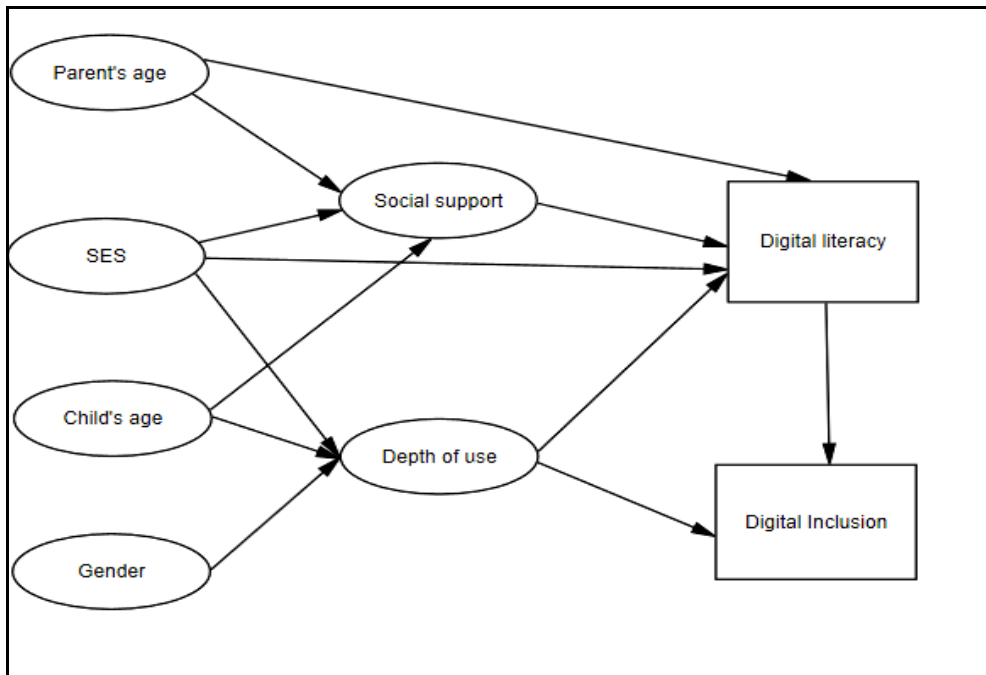 Parent's age
Social support
Digital literacy
SES
Child's age
Depth of use
Digital Inclusion
Gender